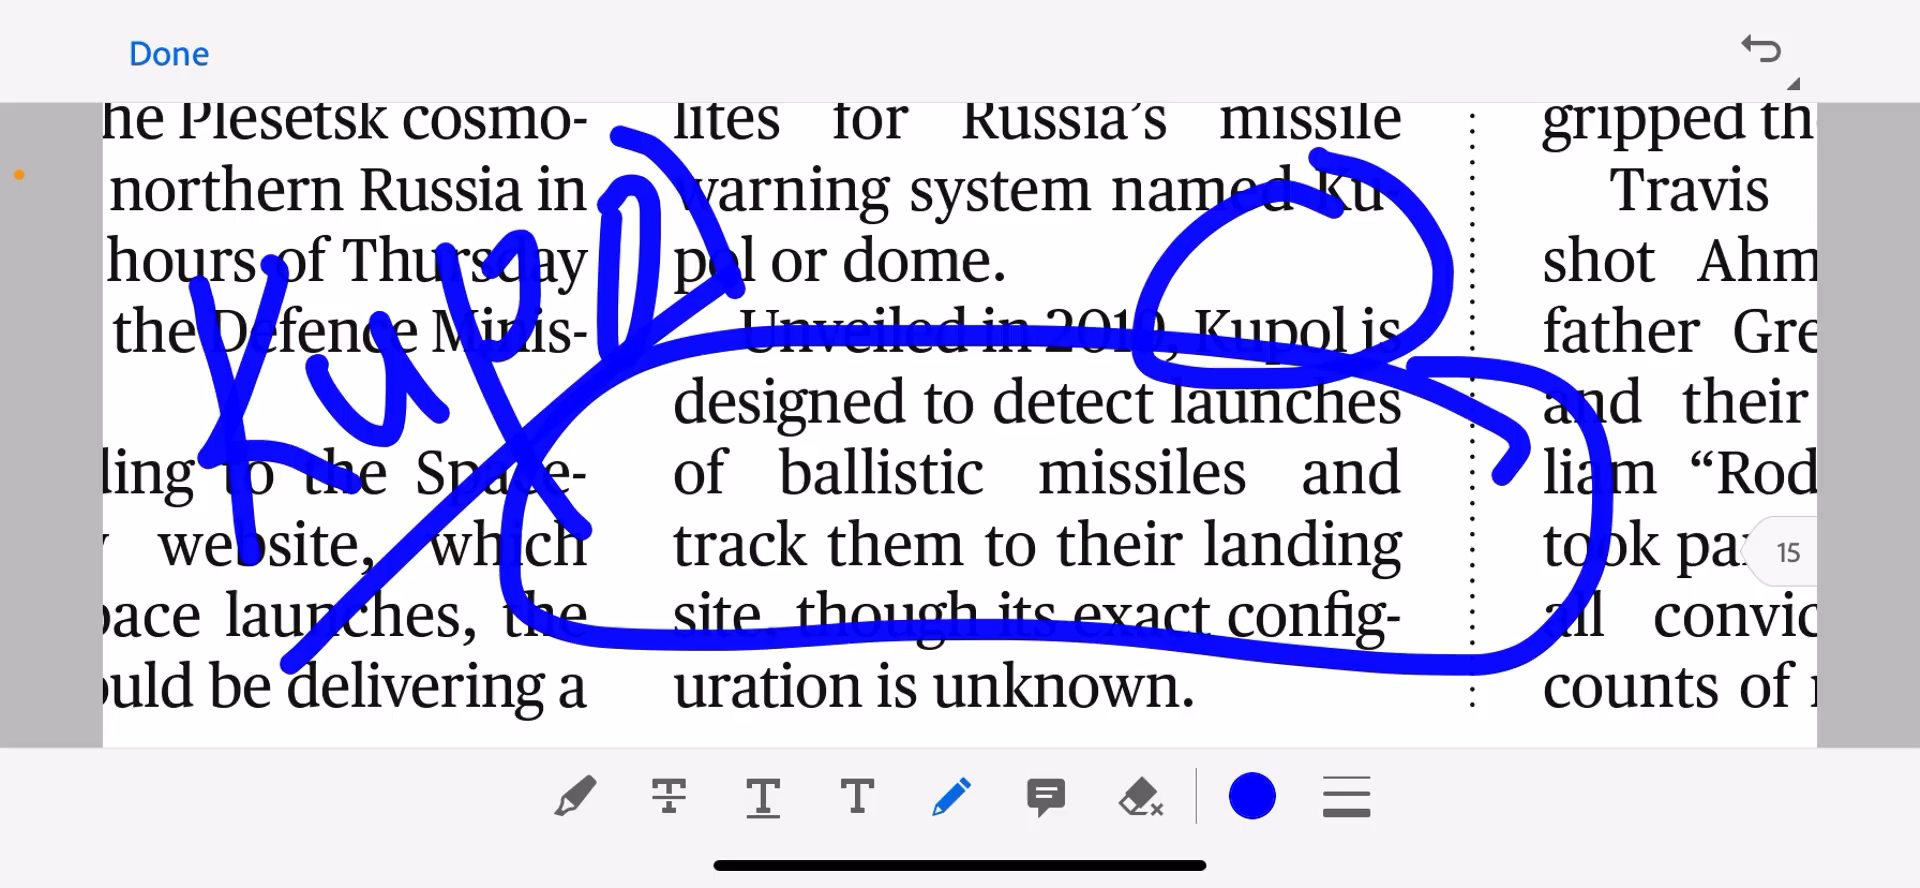 Done
he Plesetsk cosmo-
northern Russia in
hours of Thursday
the Defence Minis-
ding to the Space-
website, which
pace launches, the
ould be delivering a
lites for Russia's missile
warning system named Ku-
pol or dome.
Unveiled in 2019, Kupol is
designed to detect launches
of ballistic missiles and
track them to their landing
site, though its exact config-
uration is unknown.
gripped th
Travis
shot Ahm
father Gre
and their
liam “Rod
took pa
all convic
counts of
Kupol
15